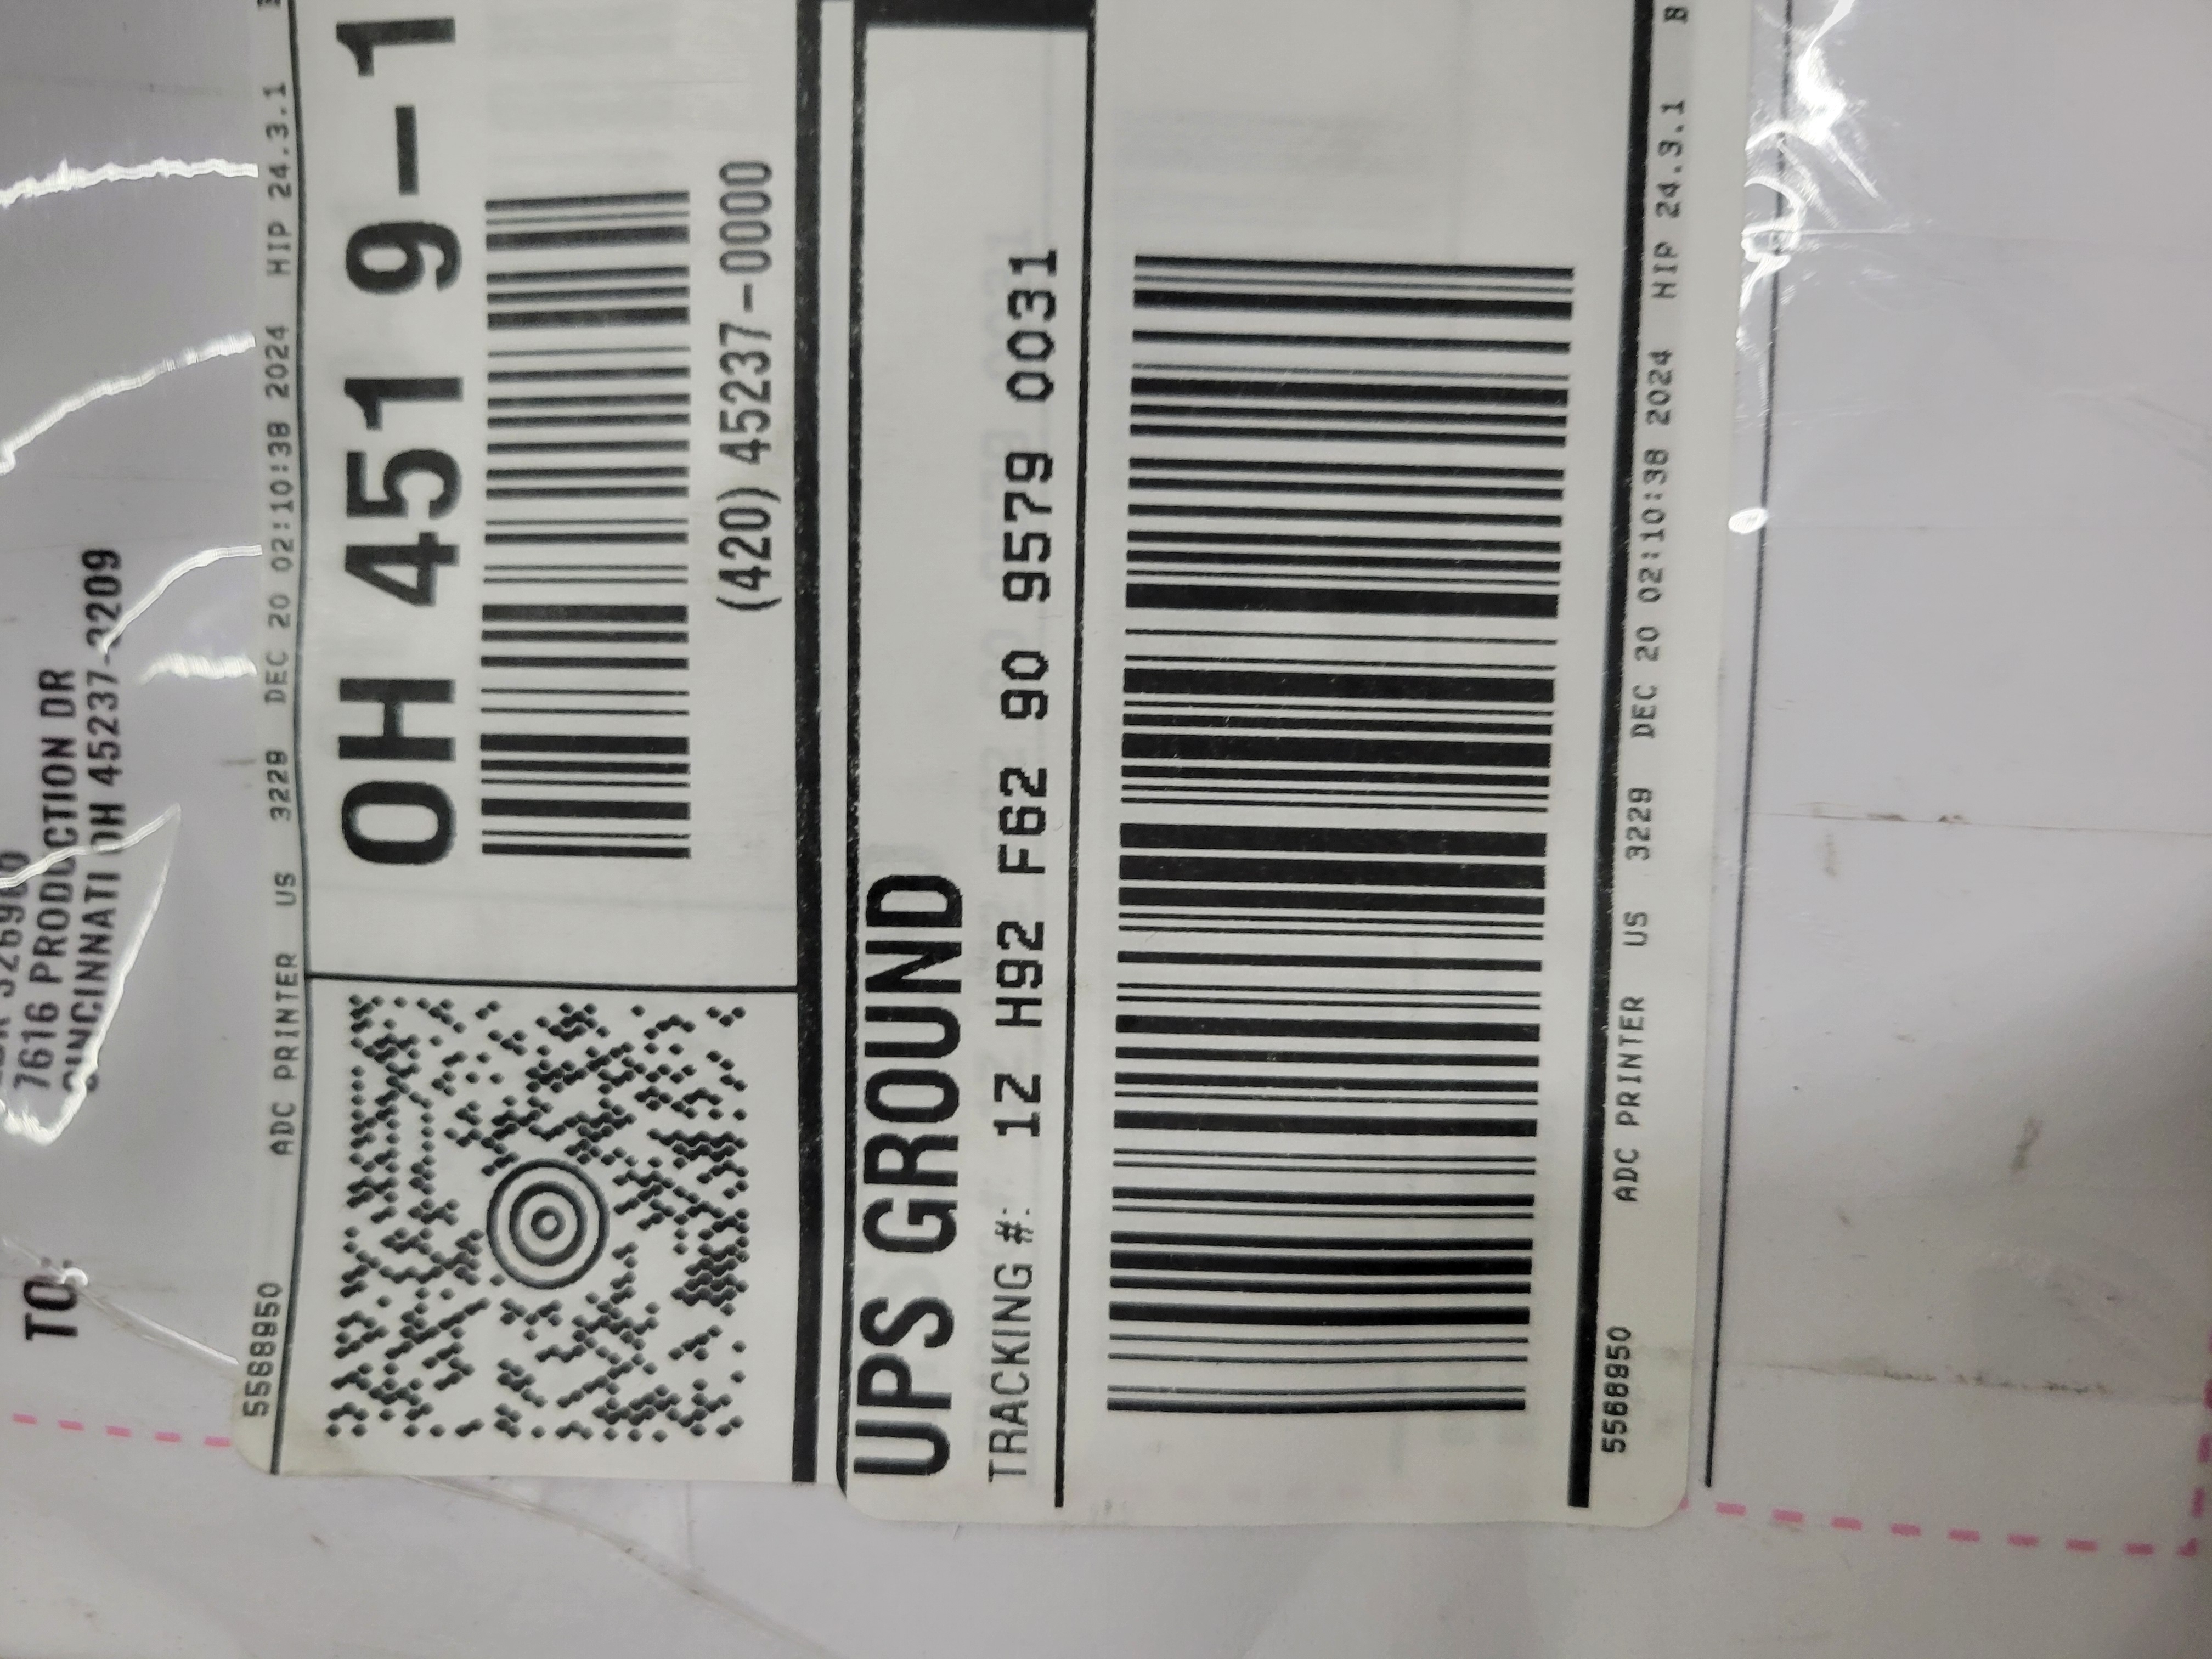 7616 PRODUCTION DR
CINCINNATI OH 45237-3209
TO:
5568950 ADC PRINTER US 3229 DEC 20 02:10:38 2024 HIP 24.3.1
OH 451 9-1
(420) 45237-0000
UPS GROUND
TRACKING #: 1Z H92 F62 90 9579 0031
5568950 ADC PRINTER US 3229 DEC 20 02:10:38 2024 HIP 24.3.1